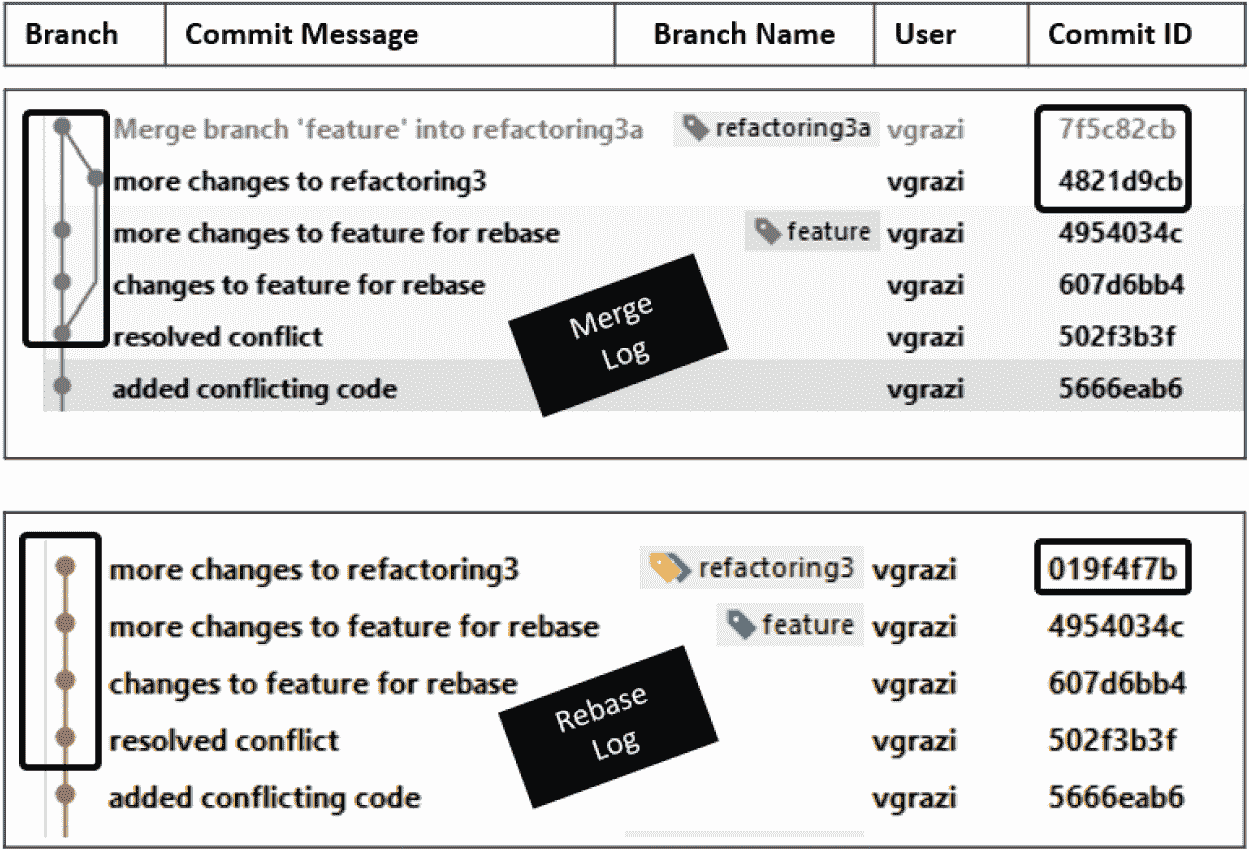 Branch Commit Message Branch Name User Commit ID
Merge branch 'feature' into refactoring3a refactoring3a vgrazi 7f5c82cb
more changes to refactoring3 vgrazi 4821d9cb
more changes to feature for rebase feature vgrazi 4954034c
changes to feature for rebase vgrazi 607d6bb4
resolved conflict vgrazi 502f3b3f
added conflicting code vgrazi 5666eab6
Merge
Log
more changes to refactoring3 refactoring3 vgrazi 019f4f7b
more changes to feature for rebase feature vgrazi 4954034c
changes to feature for rebase vgrazi 607d6bb4
resolved conflict vgrazi 502f3b3f
added conflicting code vgrazi 5666eab6
Rebase
Log